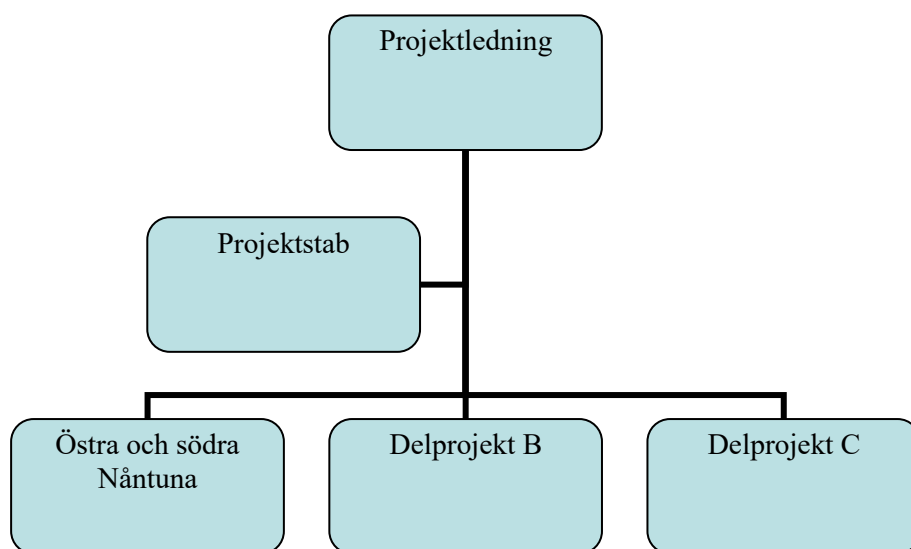 Projektledning
Projektstab
Östra och södra
Nåntuna
Delprojekt B
Delprojekt C